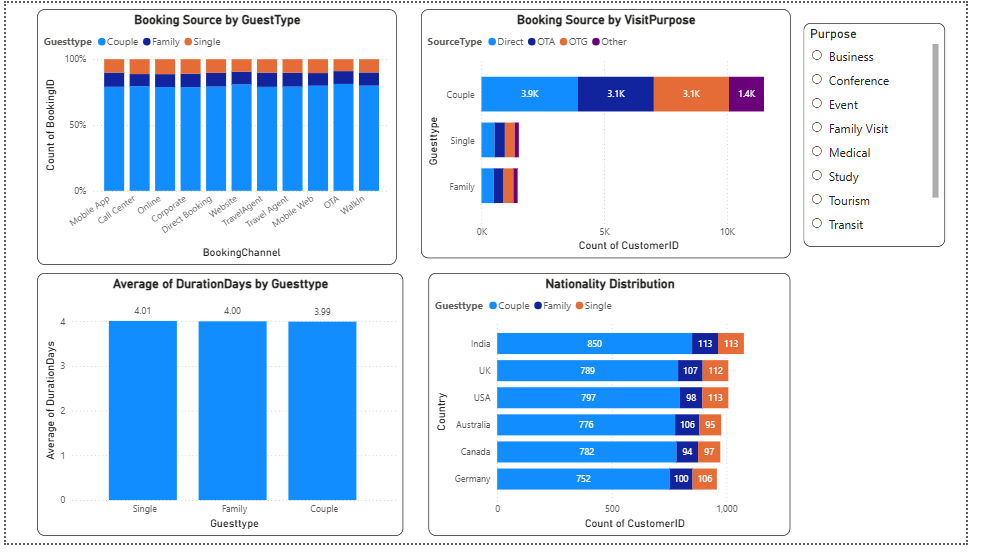 Booking Source by GuestType
Guesttype Couple Family Single
Count of BookingID
100%
50%
0%
Mobile App
Call Center
Online
Corporate
Direct Booking
Website
TravelAgent
Travel Agent
Mobile Web
OTA
WalkIn
BookingChannel
Booking Source by VisitPurpose
SourceType Direct OTA OTG Other
Guesttype
Couple 3.9K 3.1K 3.1K 1.4K
Single
Family
0K 5K 10K
Count of CustomerID
Purpose
Business
Conference
Event
Family Visit
Medical
Study
Tourism
Transit
Average of DurationDays by Guesttype
Average of DurationDays
4.01 4.00 3.99
4
3
2
1
0
Single Family Couple
Guesttype
Nationality Distribution
Guesttype Couple Family Single
Country
India 850 113 113
UK 789 107 112
USA 797 98 113
Australia 776 106 95
Canada 782 94 97
Germany 752 100 106
0 500 1,000
Count of CustomerID